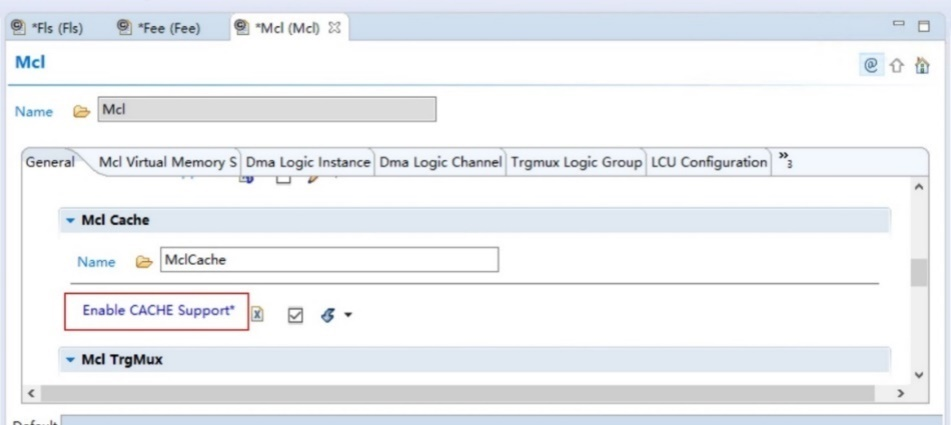 *Fls (Fls) *Fee (Fee) *Mcl (Mcl)
Mcl
Name Mcl
General Mcl Virtual Memory S Dma Logic Instance Dma Logic Channel Trgmux Logic Group LCU Configuration »3
Mcl Cache
Name MclCache
Enable CACHE Support*
Mcl TrgMux
Default